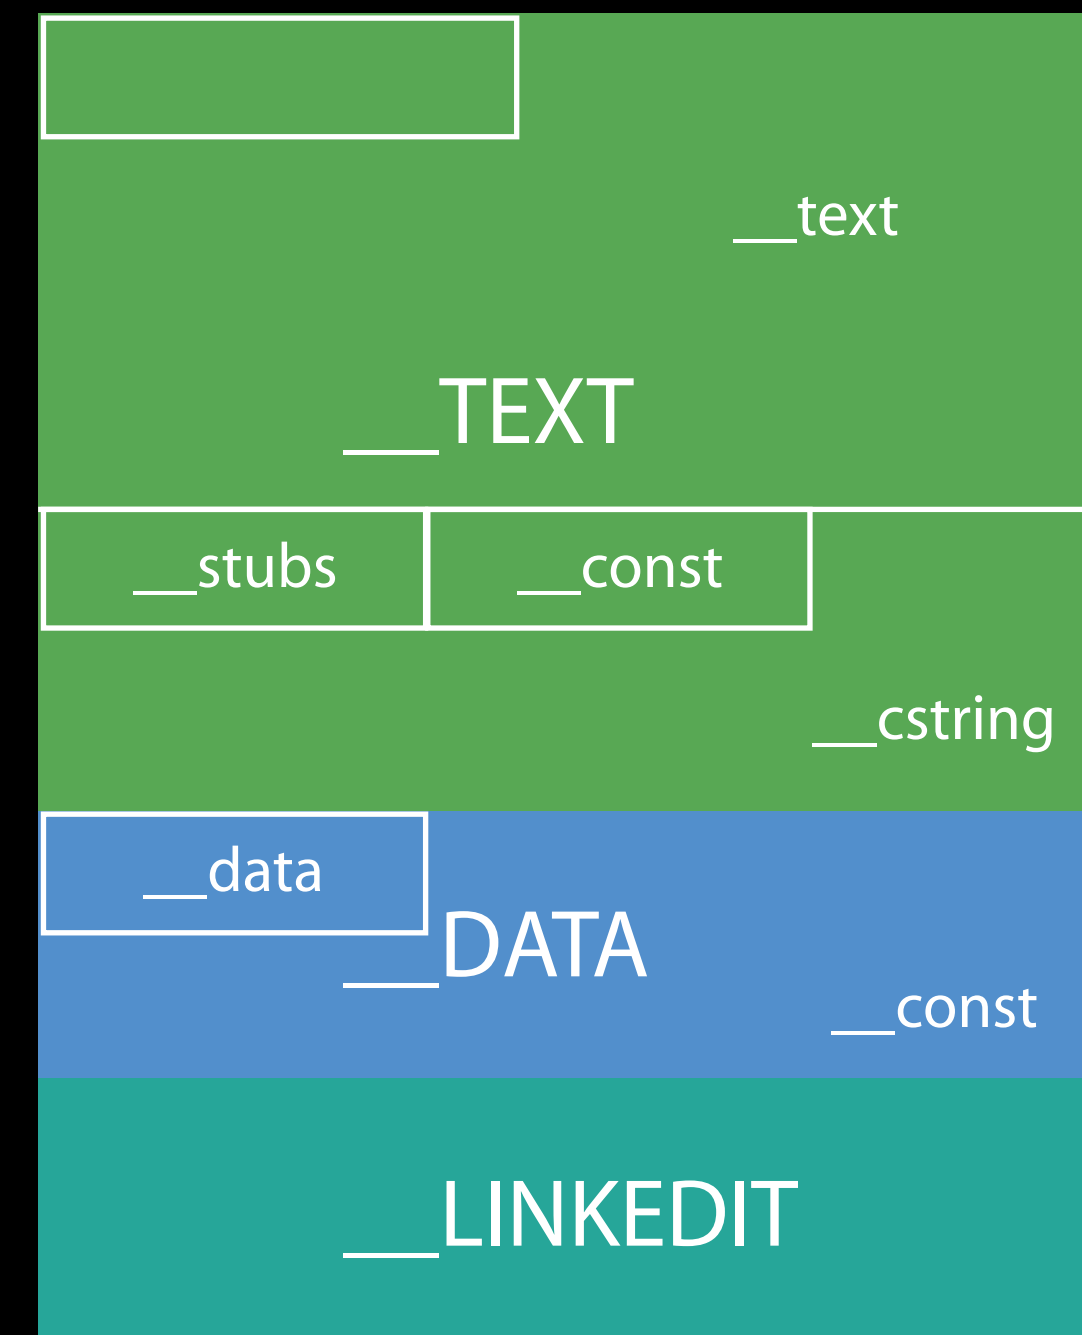 __text
__TEXT
__stubs
__const
__cstring
__data
__DATA
__const
__LINKEDIT